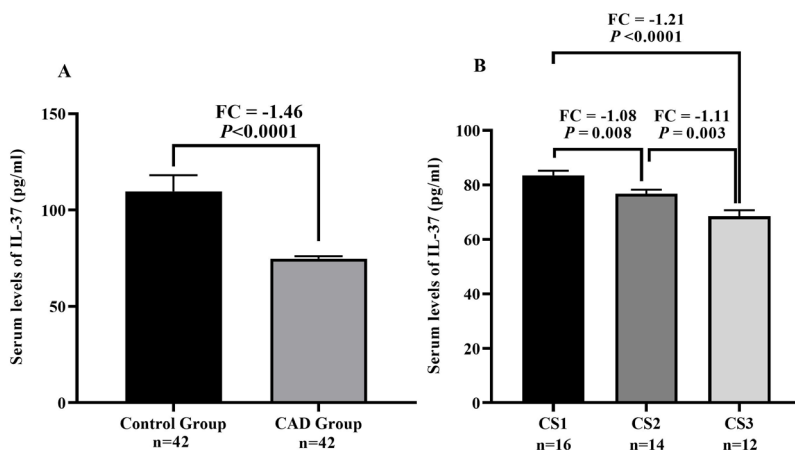 A
FC = -1.46
P<0.0001
Serum levels of IL-37 (pg/ml)
150
100
50
0
Control Group
n=42
CAD Group
n=42
B
FC = -1.21
P <0.0001
FC = -1.08
P = 0.008
FC = -1.11
P = 0.003
Serum levels of IL-37 (pg/ml)
100
80
60
40
20
0
CS1
n=16
CS2
n=14
CS3
n=12